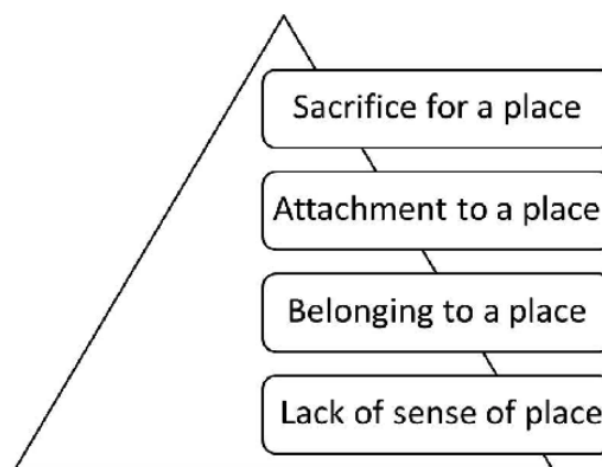 Sacrifice for a place
Attachment to a place
Belonging to a place
Lack of sense of place